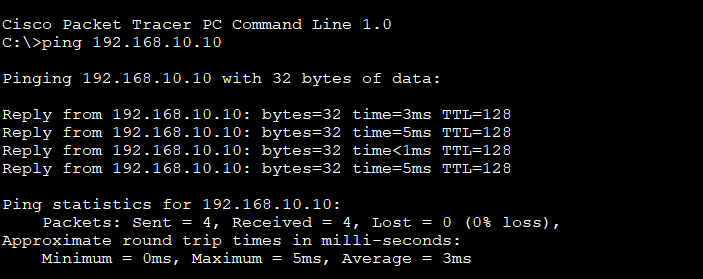 Cisco Packet Tracer PC Command Line 1.0
C:\>ping 192.168.10.10
Pinging 192.168.10.10 with 32 bytes of data:
Reply from 192.168.10.10: bytes=32 time=3ms TTL=128
Reply from 192.168.10.10: bytes=32 time=5ms TTL=128
Reply from 192.168.10.10: bytes=32 time<1ms TTL=128
Reply from 192.168.10.10: bytes=32 time=5ms TTL=128
Ping statistics for 192.168.10.10:
Packets: Sent = 4, Received = 4, Lost = 0 (0% loss),
Approximate round trip times in milli-seconds:
Minimum = 0ms, Maximum = 5ms, Average = 3ms